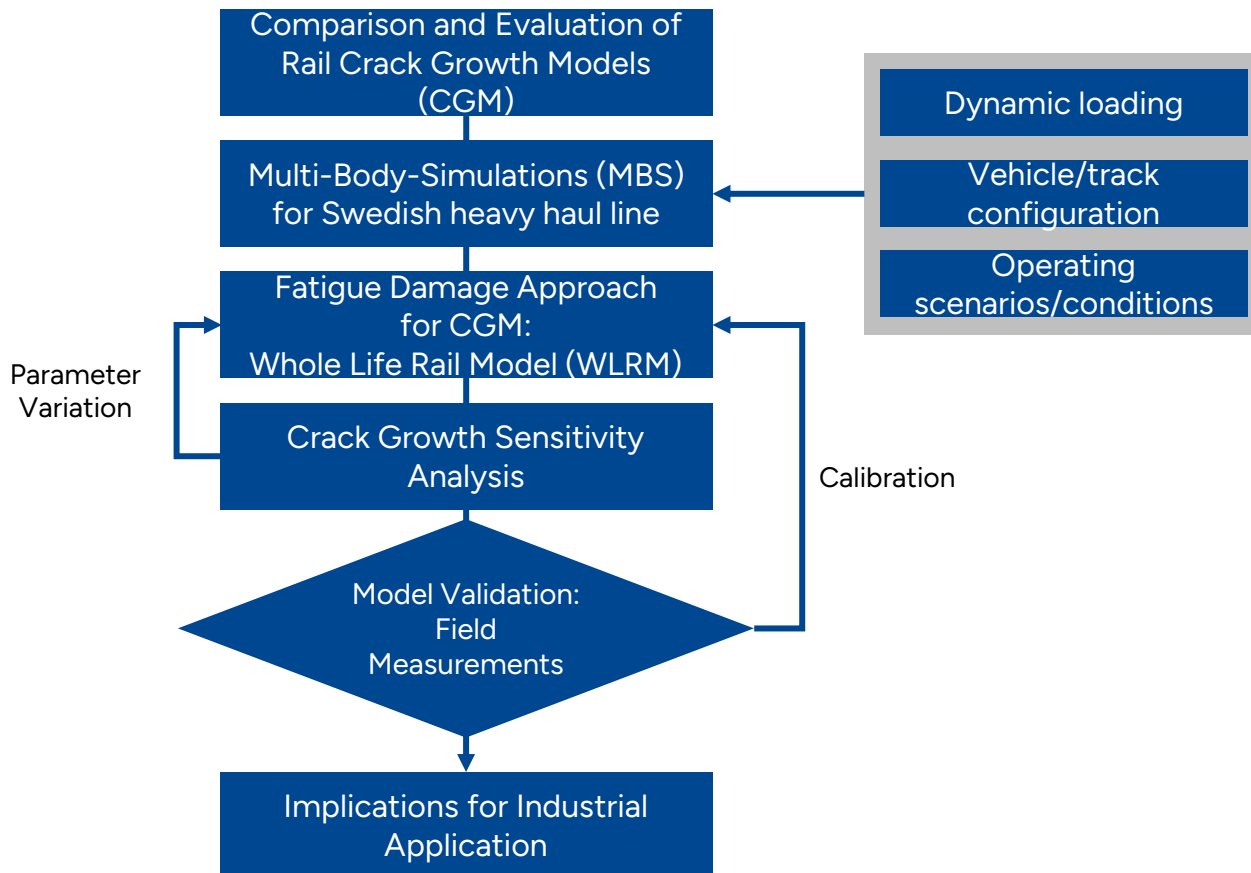 Comparison and Evaluation of
Rail Crack Growth Models
(CGM)
Dynamic loading
Multi-Body-Simulations (MBS)
for Swedish heavy haul line
Vehicle/track
configuration
Operating
scenarios/conditions
Fatigue Damage Approach
for CGM:
Whole Life Rail Model (WLRM)
Parameter
Variation
Crack Growth Sensitivity
Analysis
Calibration
Model Validation:
Field
Measurements
Implications for Industrial
Application